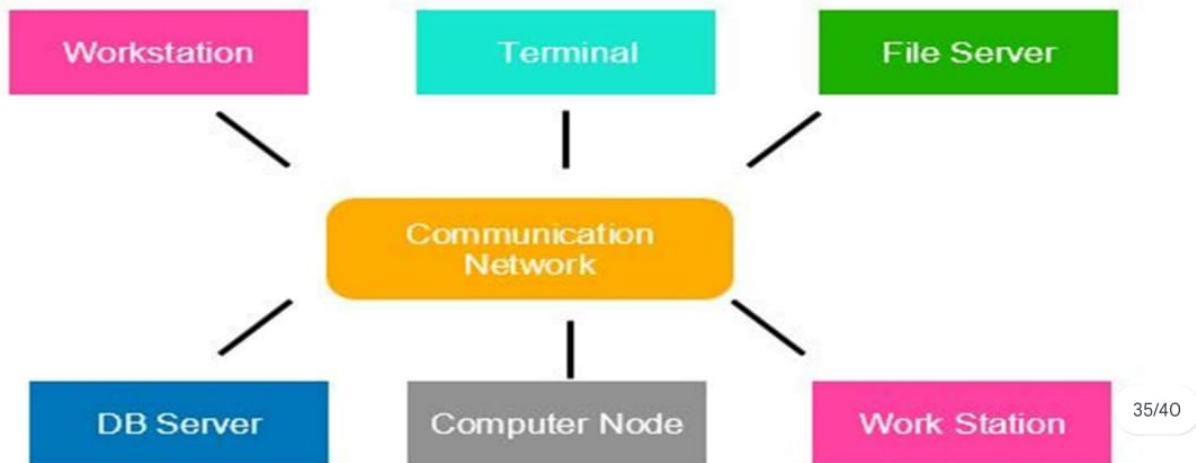 Workstation
Terminal
File Server
Communication
Network
DB Server
Computer Node
Work Station
35/40